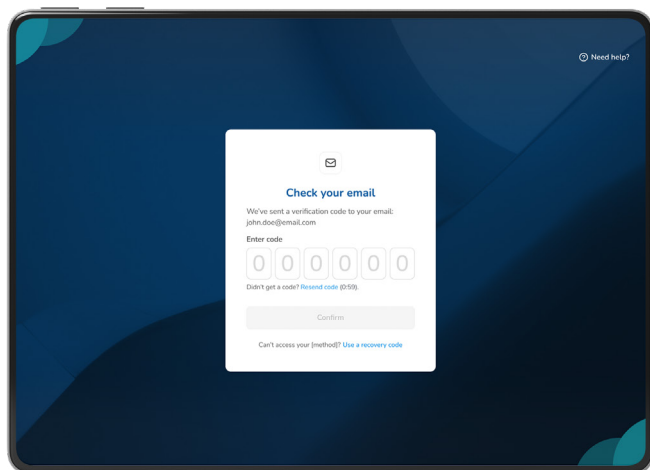 Need help?
Check your email
We've sent a verification code to your email:
john.doe@email.com
Enter code
0 0 0 0 0 0
Didn't get a code? Resend code (0:59).
Confirm
Can't access your [method]? Use a recovery code